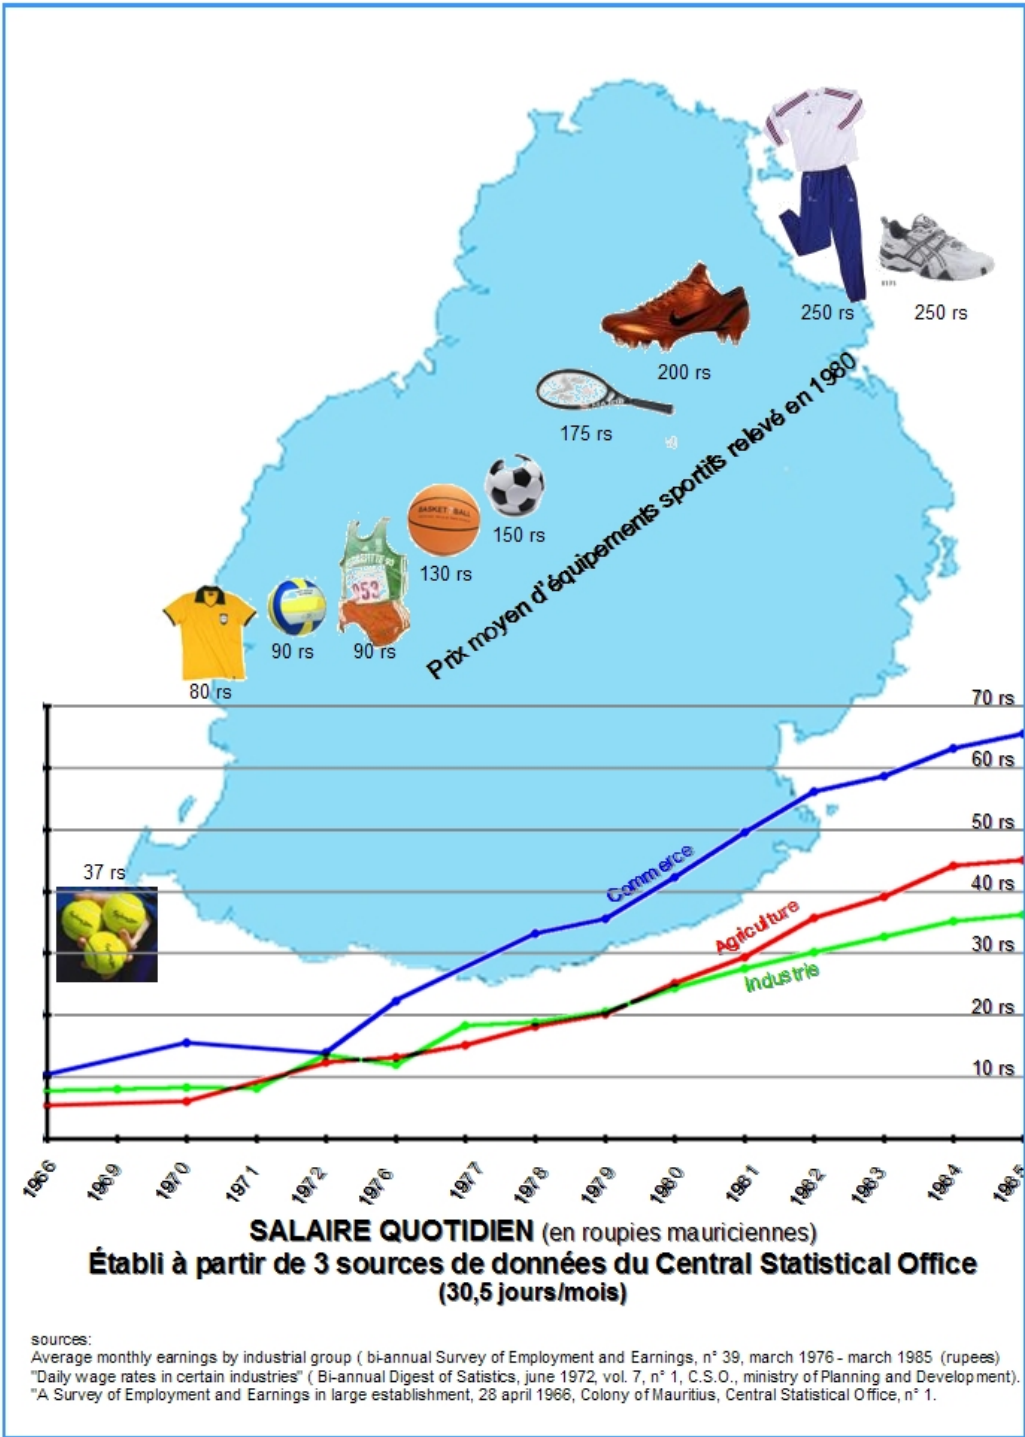 250 rs
250 rs
200 rs
175 rs
150 rs
BASKET BALL
130 rs
953
90 rs
90 rs
80 rs
Prix moyen d'équipements sportifs relevé en 1980
70 rs
60 rs
50 rs
40 rs
30 rs
20 rs
10 rs
37 rs
Commerce
Agriculture
Industrie
1966 1969 1970 1971 1972 1976 1977 1978 1979 1980 1981 1982 1983 1984 1985
SALAIRE QUOTIDIEN (en roupies mauriciennes)
Établi à partir de 3 sources de données du Central Statistical Office
(30,5 jours/mois)
sources:
Average monthly earnings by industrial group ( bi-annual Survey of Employment and Earnings, n° 39, march 1976 - march 1985 (rupees)
"Daily wage rates in certain industries" ( Bi-annual Digest of Satistics, june 1972, vol. 7, n° 1, C.S.O., ministry of Planning and Development).
"A Survey of Employment and Earnings in large establishment, 28 april 1966, Colony of Mauritius, Central Statistical Office, n° 1.